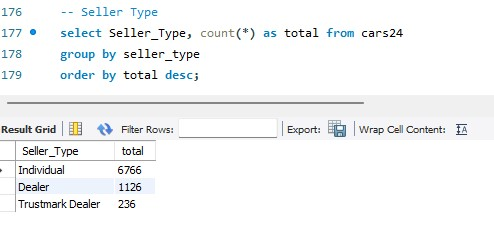 176 -- Seller Type
177 select Seller_Type, count(*) as total from cars24
178 group by seller_type
179 order by total desc;
Result Grid Filter Rows: Export: Wrap Cell Content: IA
Seller_Type total
Individual 6766
Dealer 1126
Trustmark Dealer 236